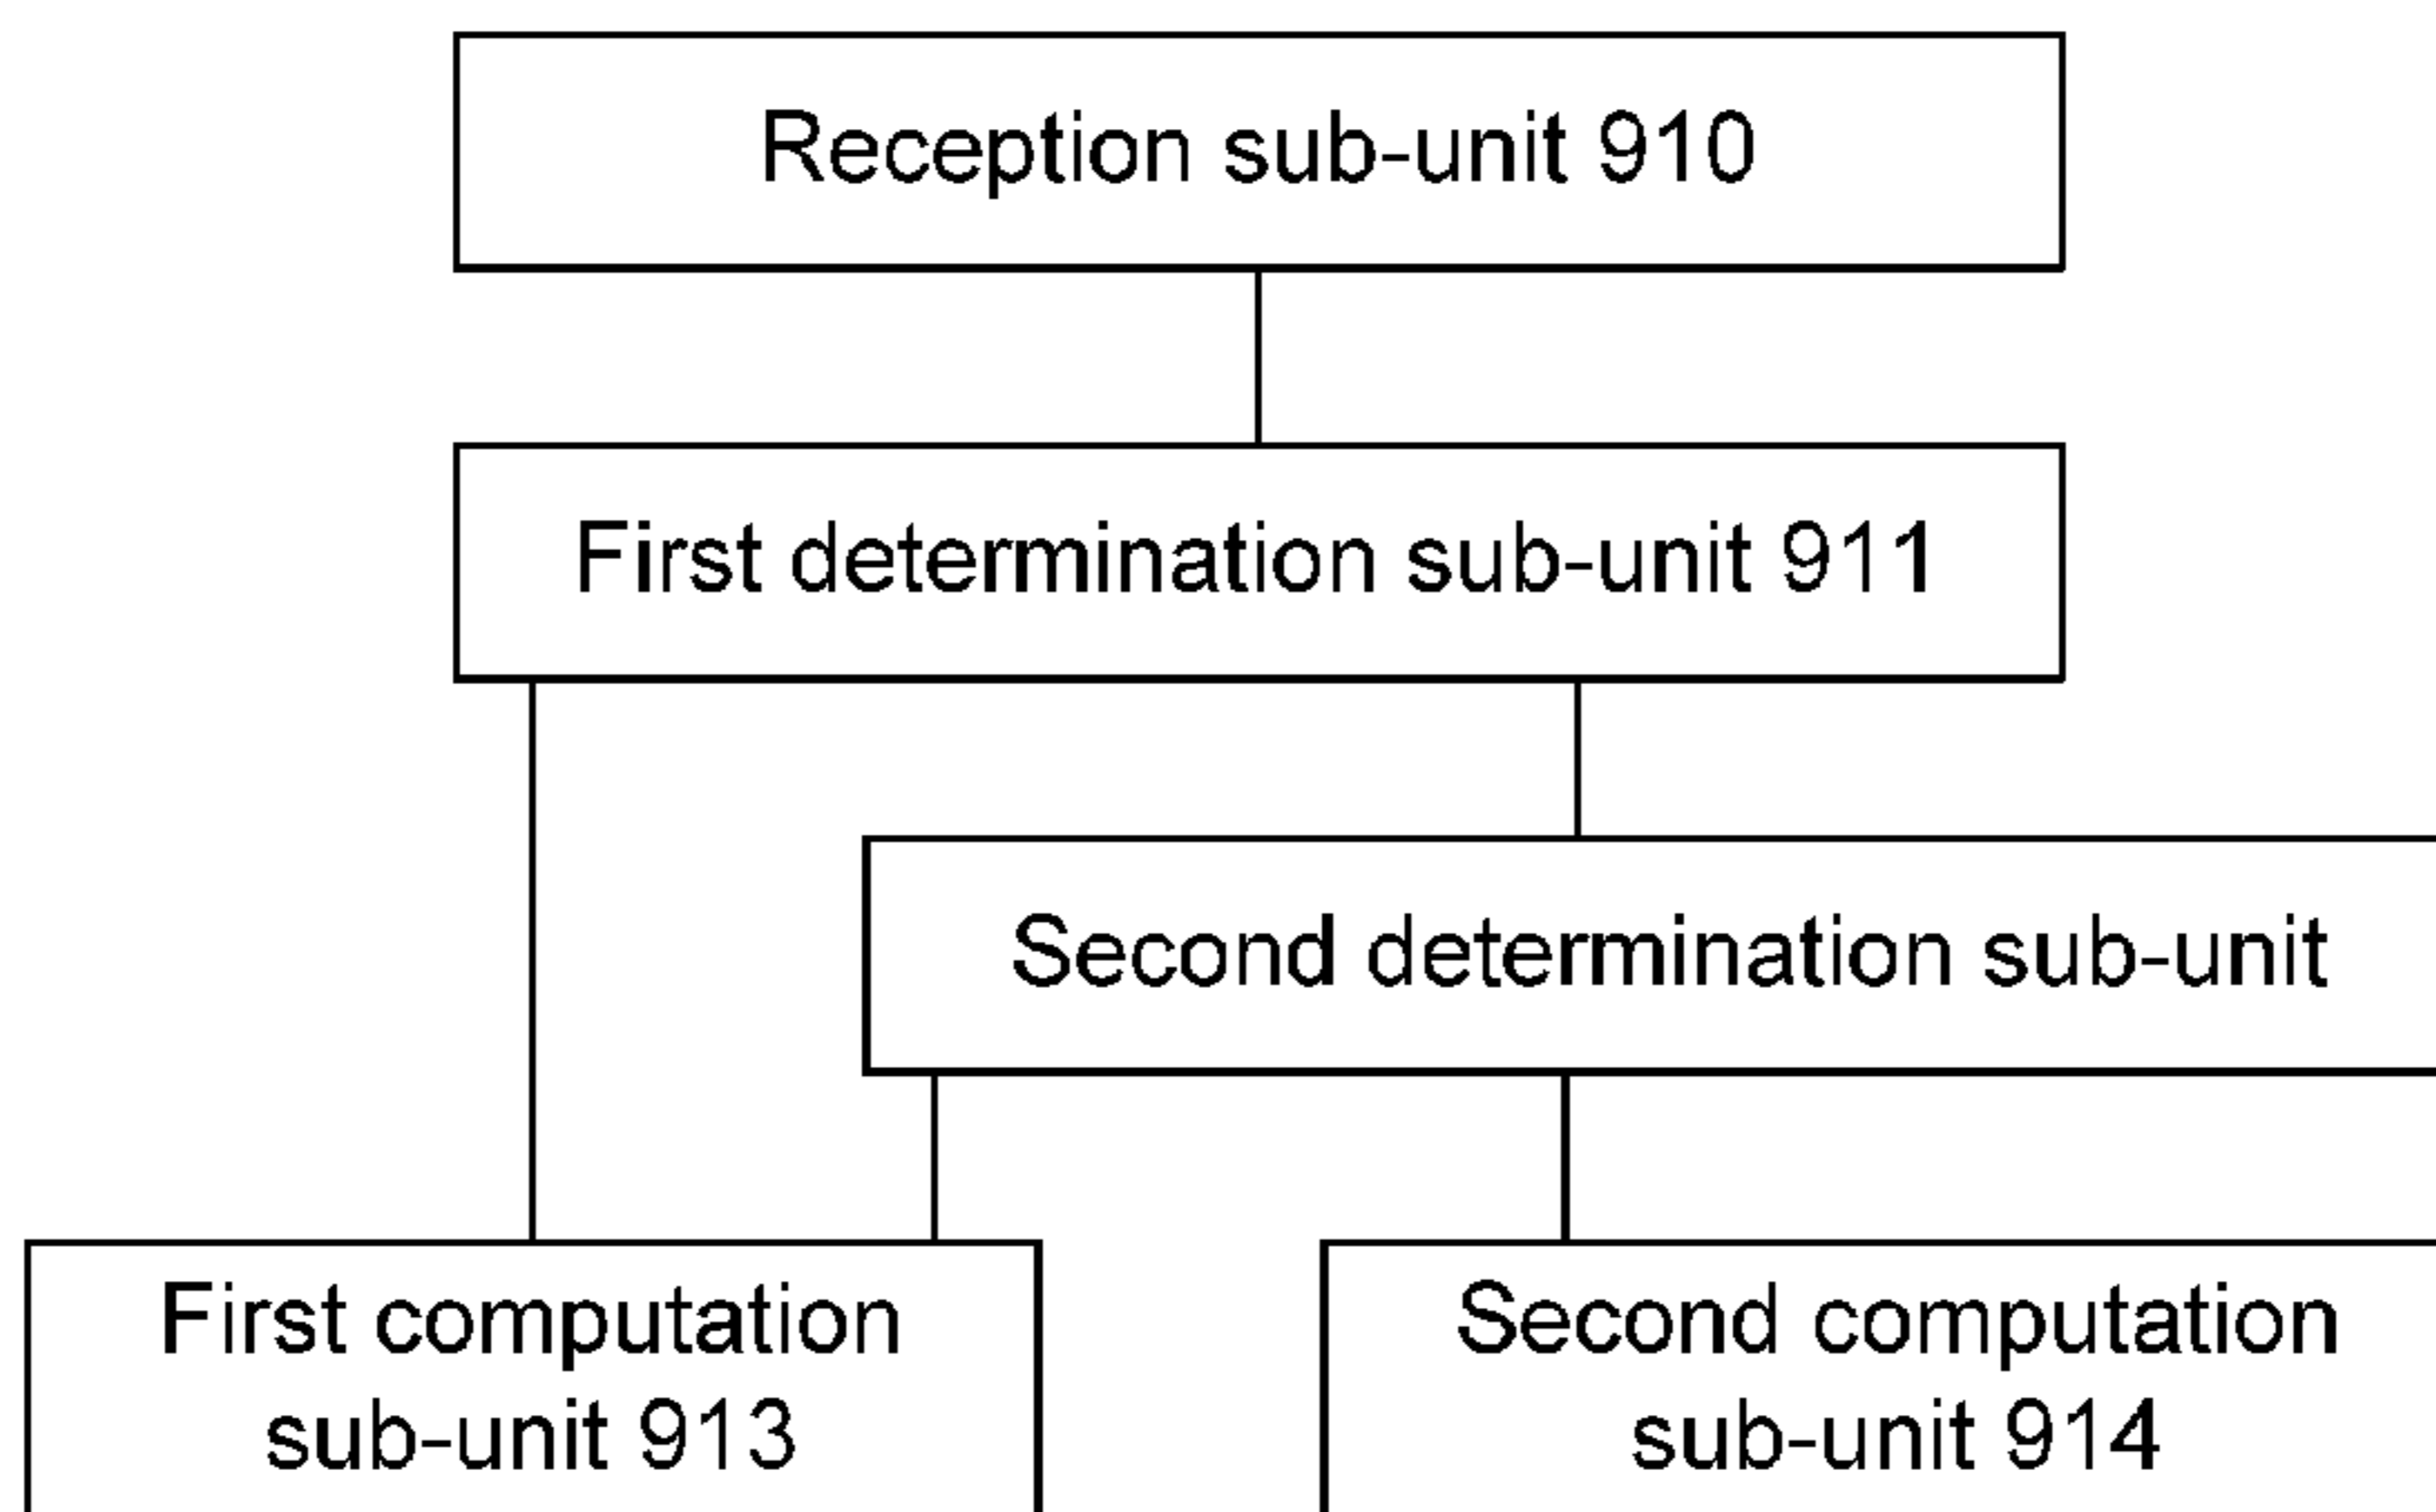 Reception sub-unit 910
First determination sub-unit 911
Second determination sub-unit
First computation
sub-unit 913
Second computation
sub-unit 914